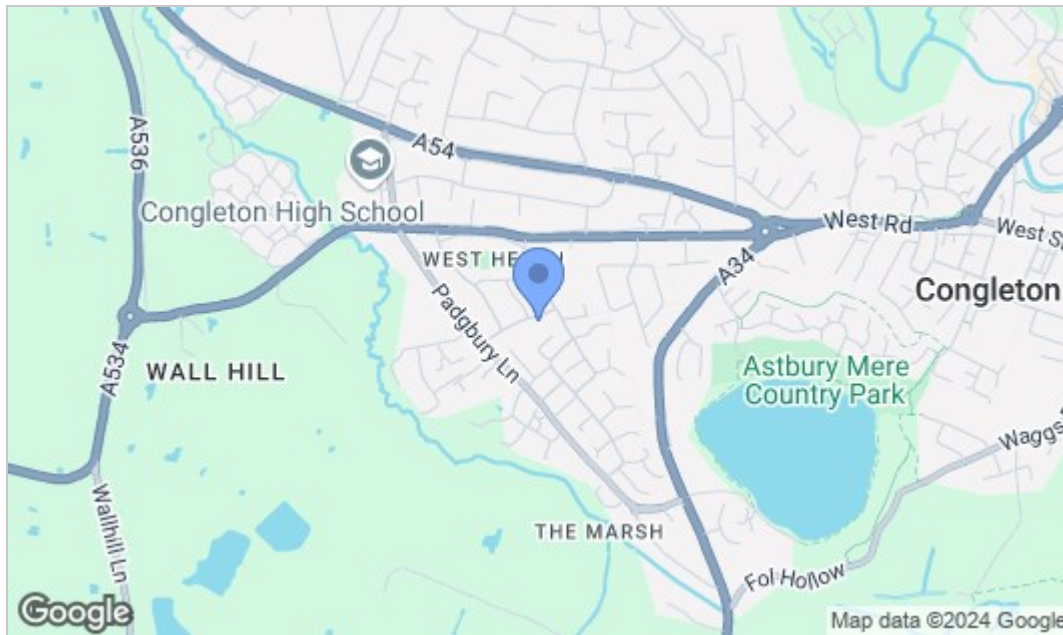 A536
A54
Congleton High School
West Rd
West S
WEST HE
A34
Congleton
Padgbury Ln
A534
WALL HILL
Astbury Mere
Country Park
Waggs
Wallhill Ln
THE MARSH
Fol Hollow
Google
Map data ©2024 Google